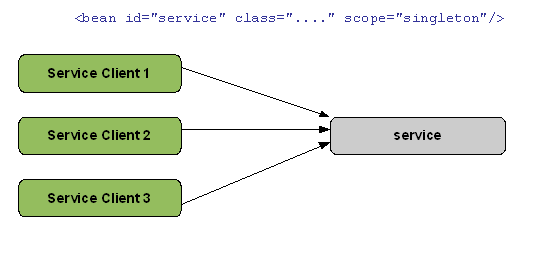 <bean id="service" class="...." scope="singleton"/>
Service Client 1
Service Client 2
service
Service Client 3